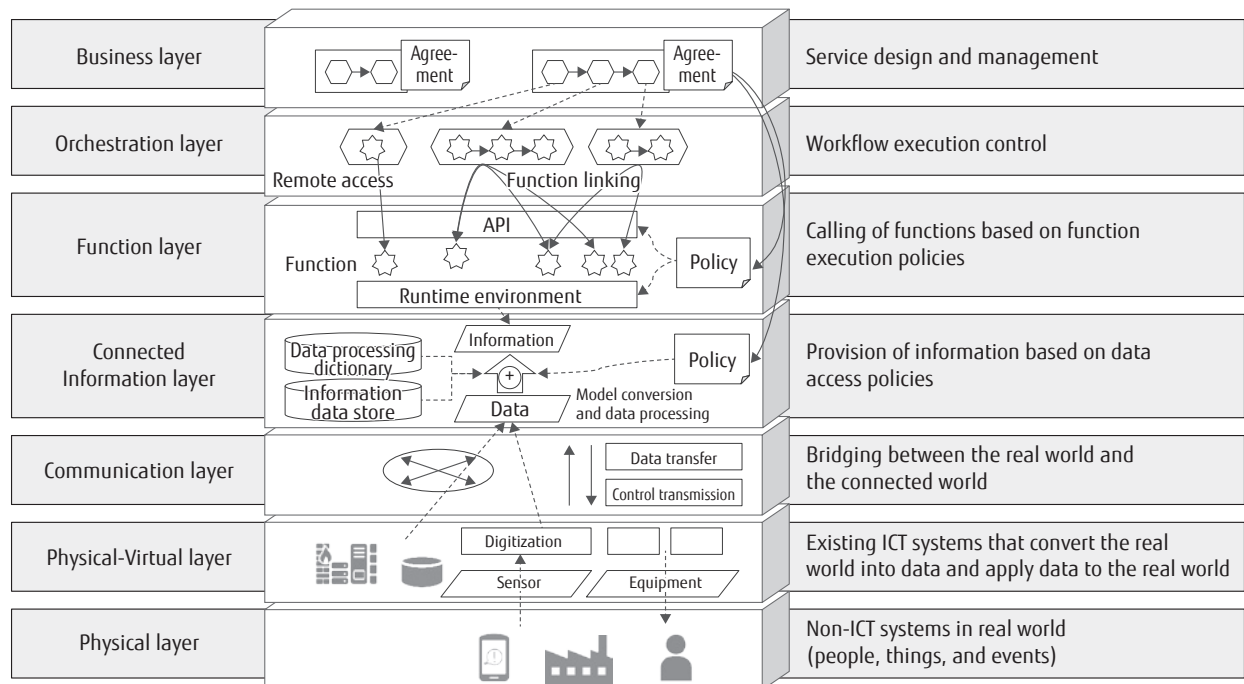 Business layer
Agree-
ment
Agree-
ment
Service design and management
Orchestration layer
Remote access
Function linking
Workflow execution control
Function layer
API
Function
Policy
Runtime environment
Calling of functions based on function
execution policies
Connected
Information layer
Data processing
dictionary
Information
data store
Information
+
Data
Policy
Model conversion
and data processing
Provision of information based on data
access policies
Communication layer
Data transfer
Control transmission
Bridging between the real world and
the connected world
Physical-Virtual layer
Digitization
Sensor
Equipment
Existing ICT systems that convert the real
world into data and apply data to the real world
Physical layer
Non-ICT systems in real world
(people, things, and events)